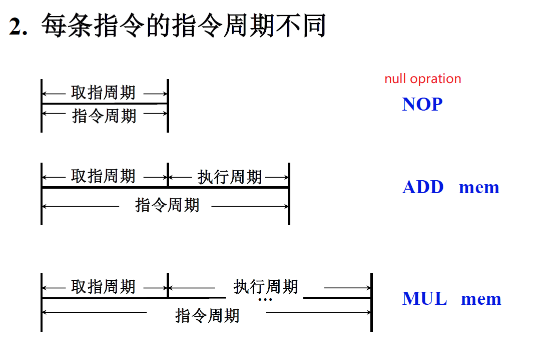 2. 每条指令的指令周期不同
取指周期
指令周期
null opration
NOP
取指周期 执行周期
指令周期
ADD mem
取指周期 执行周期
...
指令周期
MUL mem